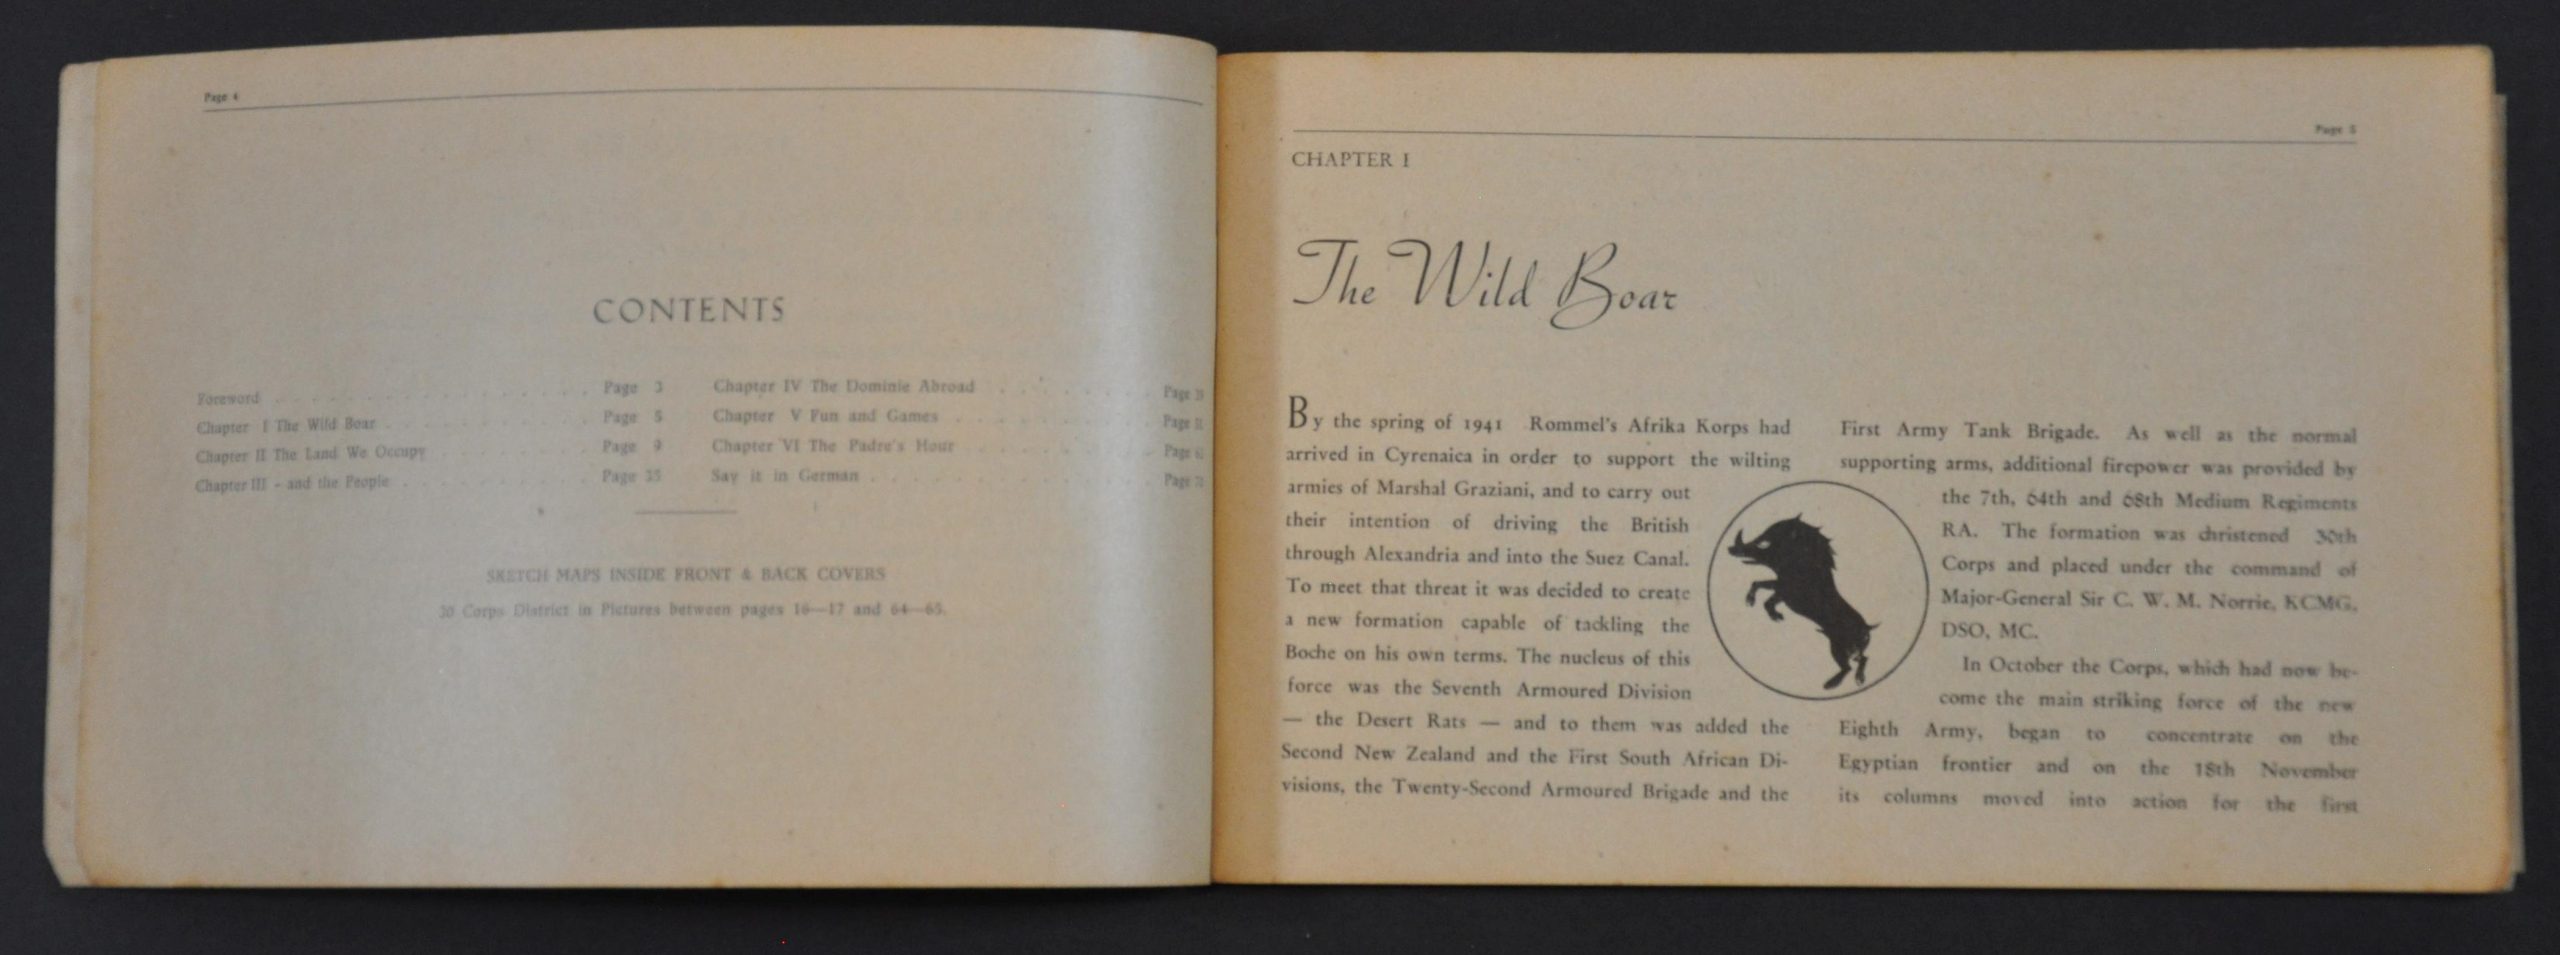 Page 4
CONTENTS
Foreword . . . Page 3
Chapter I The Wild Boar . . . Page 5
Chapter II The Land We Occupy . . . Page 9
Chapter III - and the People . . . Page 35
Chapter IV The Dominie Abroad . . . Page
Chapter V Fun and Games . . . Page
Chapter VI The Padre's Hour . . . Page
Say it in German . . . Page
SKETCH MAPS INSIDE FRONT & BACK COVERS
30 Corps District in Pictures between pages 16—17 and 64—65.
Page 5
CHAPTER I
The Wild Boar
By the spring of 1941 Rommel's Afrika Korps had
arrived in Cyrenaica in order to support the wilting
armies of Marshal Graziani, and to carry out
their intention of driving the British
through Alexandria and into the Suez Canal.
To meet that threat it was decided to create
a new formation capable of tackling the
Boche on his own terms. The nucleus of this
force was the Seventh Armoured Division
— the Desert Rats — and to them was added the
Second New Zealand and the First South African Di-
visions, the Twenty-Second Armoured Brigade and the
First Army Tank Brigade. As well as the normal
supporting arms, additional firepower was provided by
the 7th, 64th and 68th Medium Regiments
RA. The formation was christened 30th
Corps and placed under the command of
Major-General Sir C. W. M. Norrie, KCMG,
DSO, MC.
In October the Corps, which had now be-
come the main striking force of the new
Eighth Army, began to concentrate on the
Egyptian frontier and on the 18th November
its columns moved into action for the first